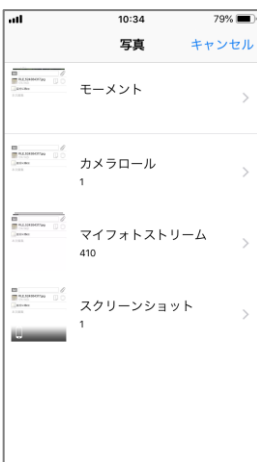 10:34 79%
写真 キャンセル
モーメント
カメラロール
1
マイフォトストリーム
410
スクリーンショット
1